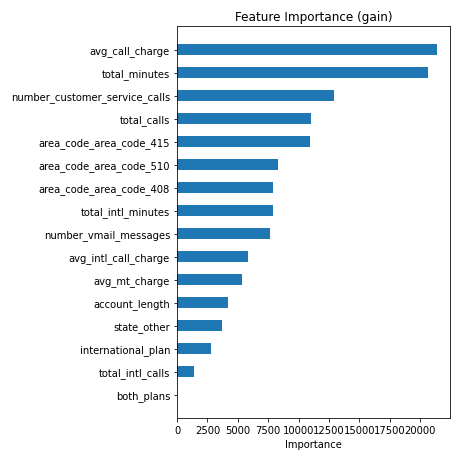 Feature Importance (gain)
avg_call_charge
total_minutes
number_customer_service_calls
total_calls
area_code_area_code_415
area_code_area_code_510
area_code_area_code_408
total_intl_minutes
number_vmail_messages
avg_intl_call_charge
avg_mt_charge
account_length
state_other
international_plan
total_intl_calls
both_plans
0 2500 5000 7500 10000 12500 15000 17500 20000
Importance